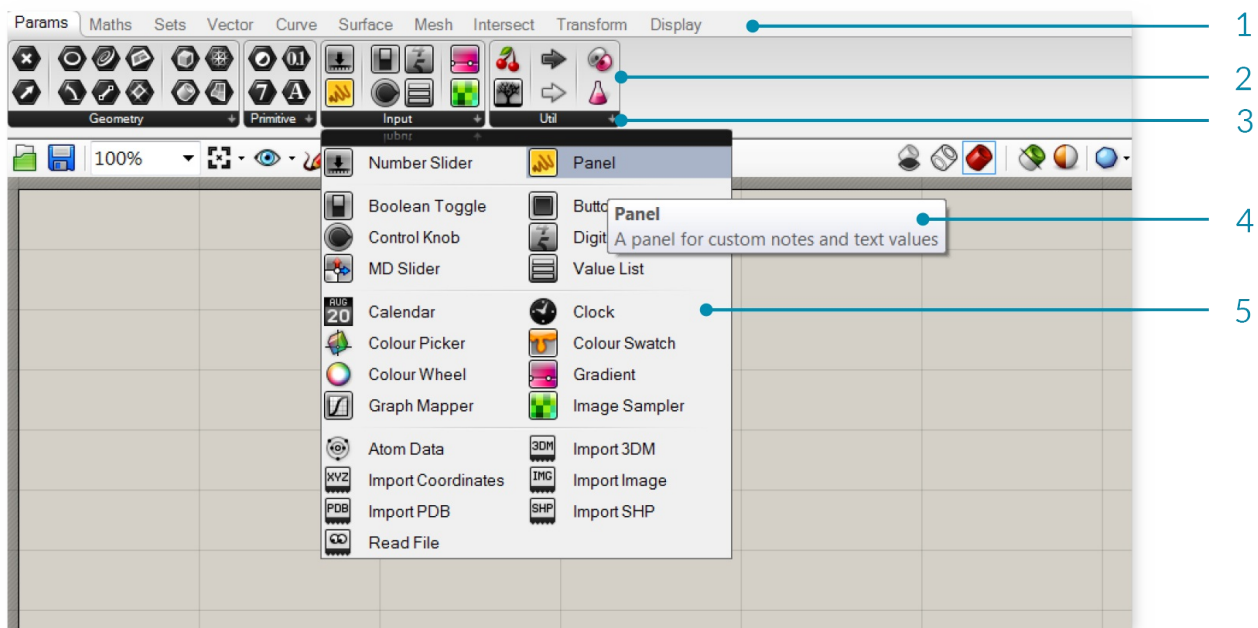 Params Maths Sets Vector Curve Surface Mesh Intersect Transform Display 1
0.1
7 A
2
Geometry Primitive Input Util 3
Input
100%
Number Slider Panel
Boolean Toggle Butto
Panel 4
Control Knob Digit A panel for custom notes and text values
MD Slider Value List
AUG
20 Calendar Clock 5
Colour Picker Colour Swatch
Colour Wheel Gradient
Graph Mapper Image Sampler
Atom Data 3DM Import 3DM
XYZ Import Coordinates IMG Import Image
PDB Import PDB SHP Import SHP
Read File